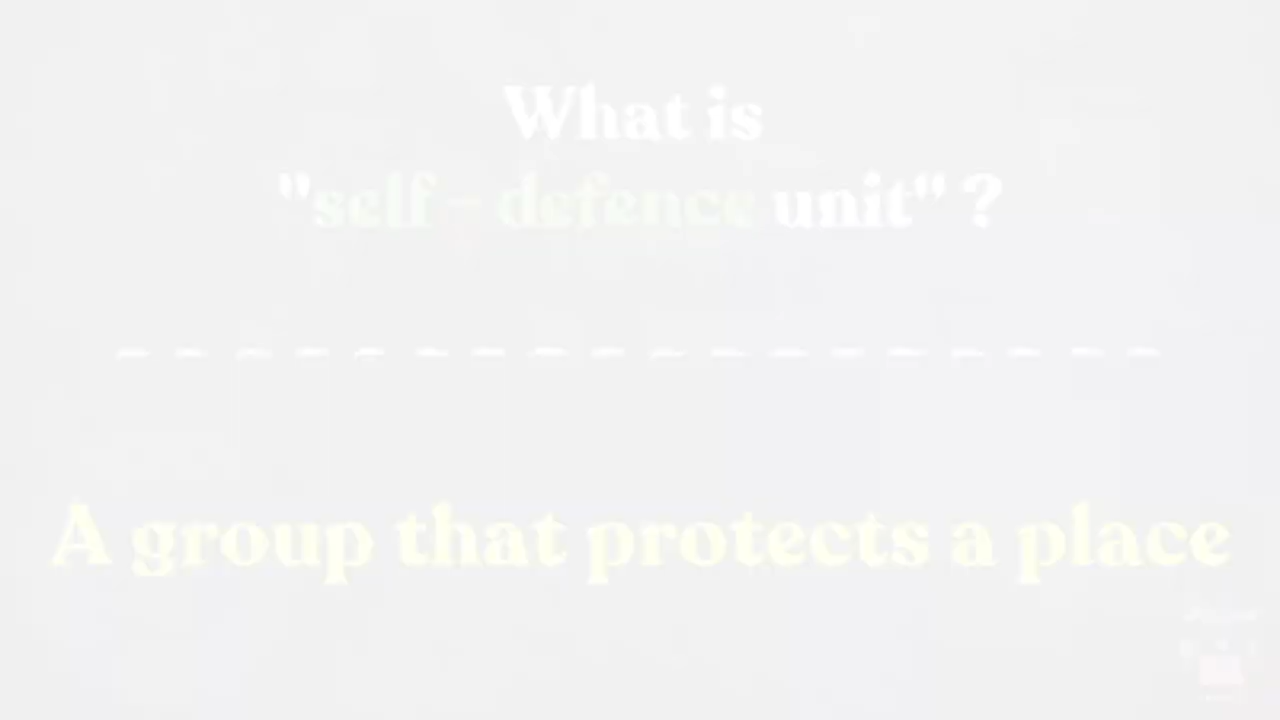 What is
"self - defence unit" ?
A group that protects a place